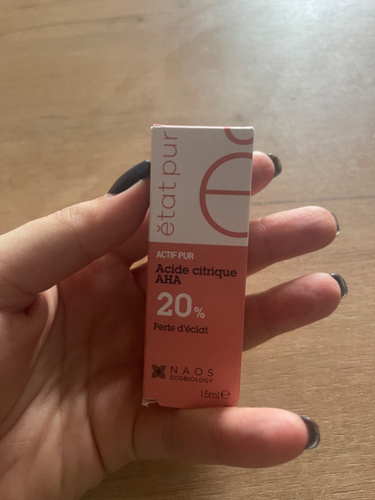 état pur
ACTIF PUR
Acide citrique
AHA
20%
Perte d'éclat
NAOS
ECOBIOLOGY
15ml e